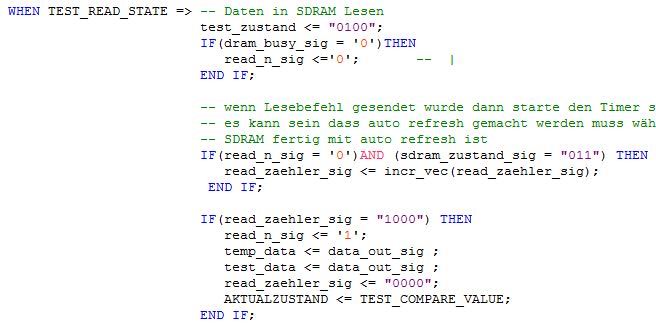 WHEN TEST_READ_STATE => -- Daten in SDRAM Lesen
test_zustand <= "0100";
IF(dram_busy_sig = '0')THEN
read_n_sig <='0'; -- |
END IF;
-- wenn Lesebefehl gesendet wurde dann starte den Timer s
-- es kann sein dass auto refresh gemacht werden muss wäh
-- SDRAM fertig mit auto refresh ist
IF(read_n_sig = '0')AND (sdram_zustand_sig = "011") THEN
read_zaehler_sig <= incr_vec(read_zaehler_sig);
END IF;
IF(read_zaehler_sig = "1000") THEN
read_n_sig <= '1';
temp_data <= data_out_sig ;
test_data <= data_out_sig ;
read_zaehler_sig <= "0000";
AKTUALZUSTAND <= TEST_COMPARE_VALUE;
END IF;